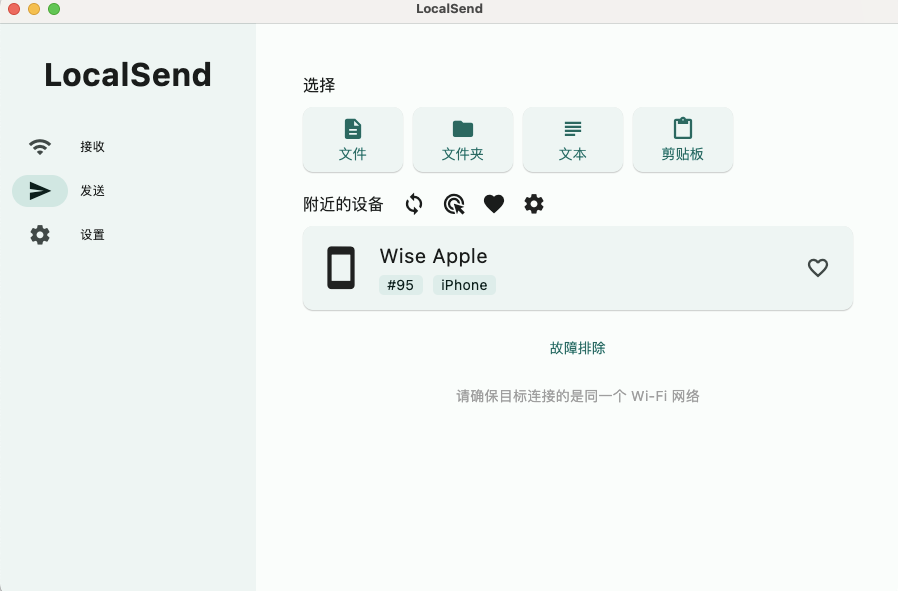 LocalSend
LocalSend
接收
发送
设置
选择
文件
文件夹
文本
剪贴板
附近的设备
Wise Apple
#95
iPhone
故障排除
请确保目标连接的是同一个 Wi-Fi 网络